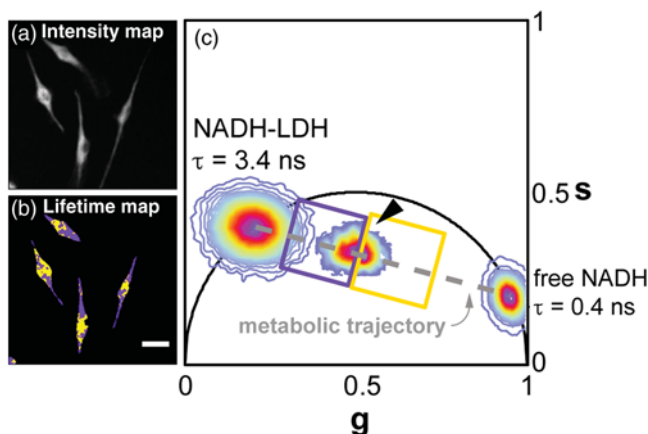 (a) Intensity map
(b) Lifetime map
(c)
1
NADH-LDH
τ = 3.4 ns
0.5 s
free NADH
τ = 0.4 ns
metabolic trajectory
0
0 0.5 1
g